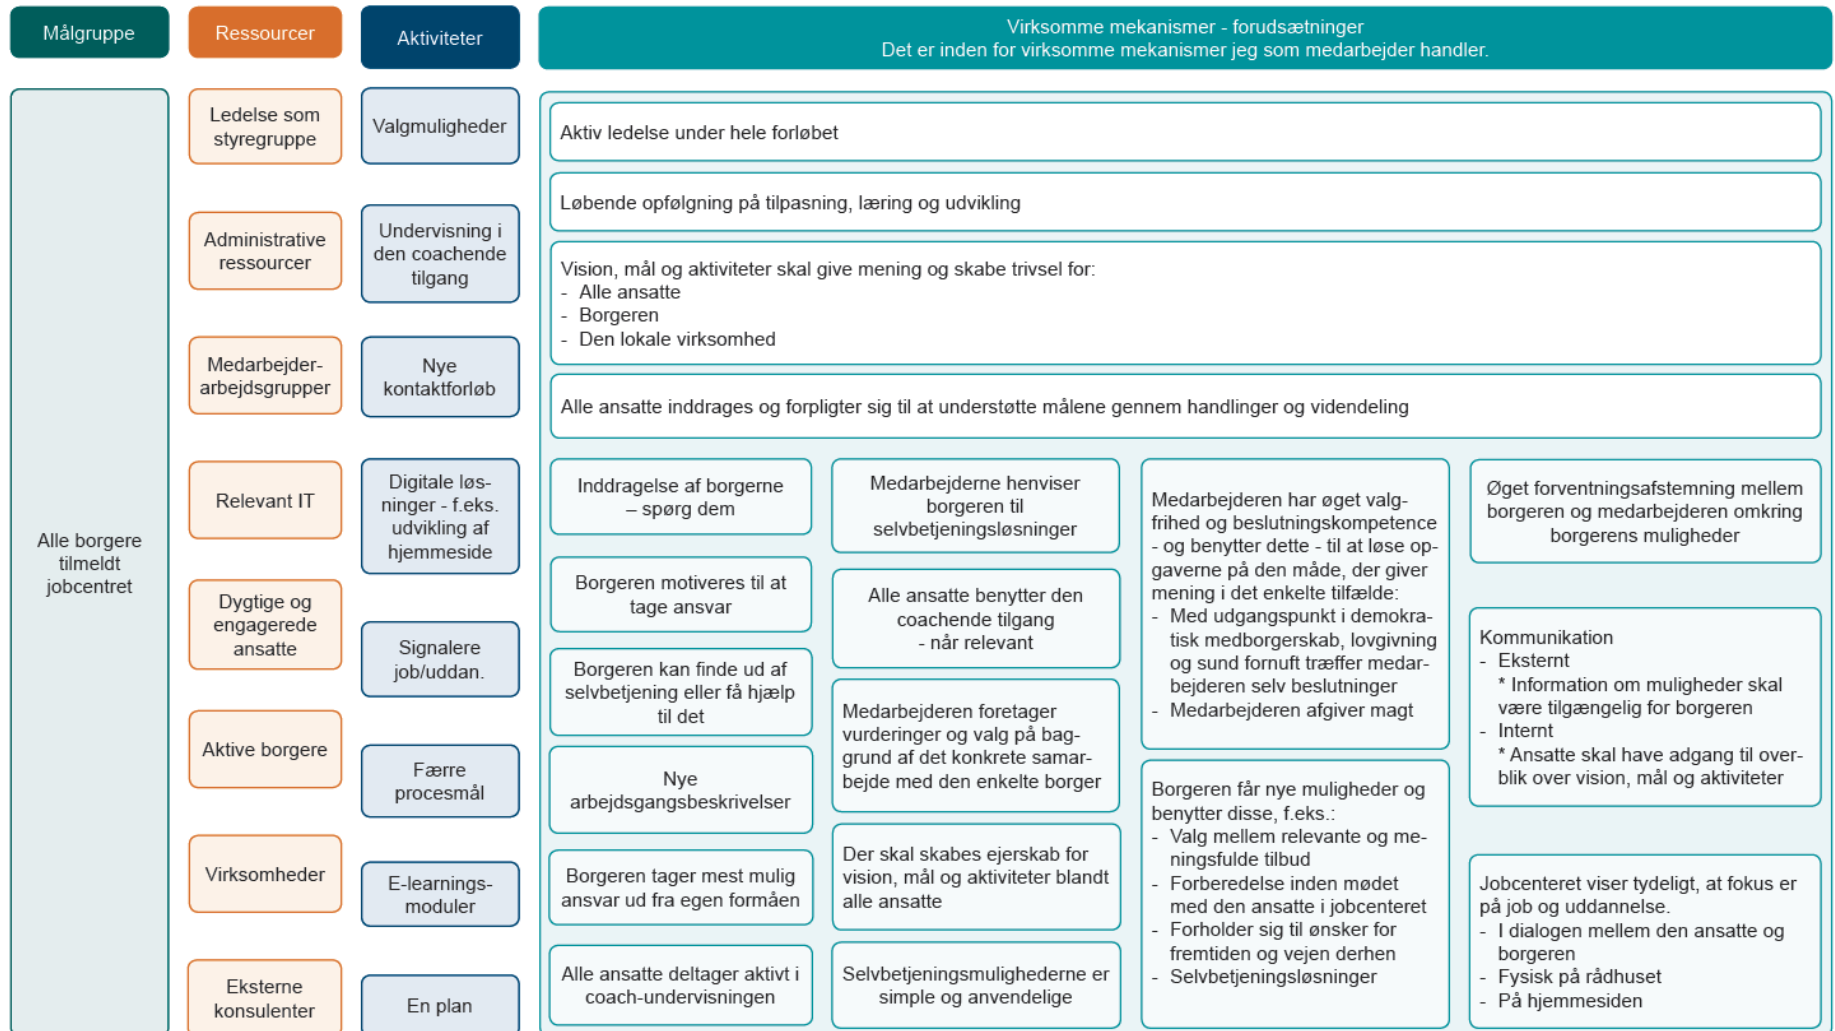 Målgruppe
Ressourcer
Aktiviteter
Virksomme mekanismer - forudsætninger
Det er inden for virksomme mekanismer jeg som medarbejder handler.
Alle borgere
tilmeldt
jobcentret
Ledelse som
styregruppe
Administrative
ressourcer
Medarbejder-
arbejdsgrupper
Relevant IT
Dygtige og
engagerede
ansatte
Aktive borgere
Virksomheder
Eksterne
konsulenter
Valgmuligheder
Undervisning i
den coachende
tilgang
Nye
kontaktforløb
Digitale løs-
ninger - f.eks.
udvikling af
hjemmeside
Signalere
job/uddan.
Færre
procesmål
E-learnings-
moduler
En plan
Aktiv ledelse under hele forløbet
Løbende opfølgning på tilpasning, læring og udvikling
Vision, mål og aktiviteter skal give mening og skabe trivsel for:
- Alle ansatte
- Borgeren
- Den lokale virksomhed
Alle ansatte inddrages og forpligter sig til at understøtte målene gennem handlinger og videndeling
Inddragelse af borgerne
– spørg dem
Borgeren motiveres til at
tage ansvar
Borgeren kan finde ud af
selvbetjening eller få hjælp
til det
Nye
arbejdsgangsbeskrivelser
Borgeren tager mest mulig
ansvar ud fra egen formåen
Alle ansatte deltager aktivt i
coach-undervisningen
Medarbejderne henviser
borgeren til
selvbetjeningsløsninger
Alle ansatte benytter den
coachende tilgang
- når relevant
Medarbejderen foretager
vurderinger og valg på bag-
grund af det konkrete samar-
bejde med den enkelte borger
Der skal skabes ejerskab for
vision, mål og aktiviteter blandt
alle ansatte
Selvbetjeningsmulighederne er
simple og anvendelige
Medarbejderen har øget valg-
frihed og beslutningskompetence
- og benytter dette - til at løse op-
gaverne på den måde, der giver
mening i det enkelte tilfælde:
- Med udgangspunkt i demokra-
tisk medborgerskab, lovgivning
og sund fornuft træffer medar-
bejderen selv beslutninger
- Medarbejderen afgiver magt
Borgeren får nye muligheder og
benytter disse, f.eks.:
- Valg mellem relevante og me-
ningsfulde tilbud
- Forberedelse inden mødet
med den ansatte i jobcenteret
- Forholder sig til ønsker for
fremtiden og vejen derhen
- Selvbetjeningsløsninger
Øget forventningsafstemning mellem
borgeren og medarbejderen omkring
borgerens muligheder
Kommunikation
- Eksternt
* Information om muligheder skal
være tilgængelig for borgeren
- Internt
* Ansatte skal have adgang til over-
blik over vision, mål og aktiviteter
Jobcenteret viser tydeligt, at fokus er
på job og uddannelse.
- I dialogen mellem den ansatte og
borgeren
- Fysisk på rådhuset
- På hjemmesiden